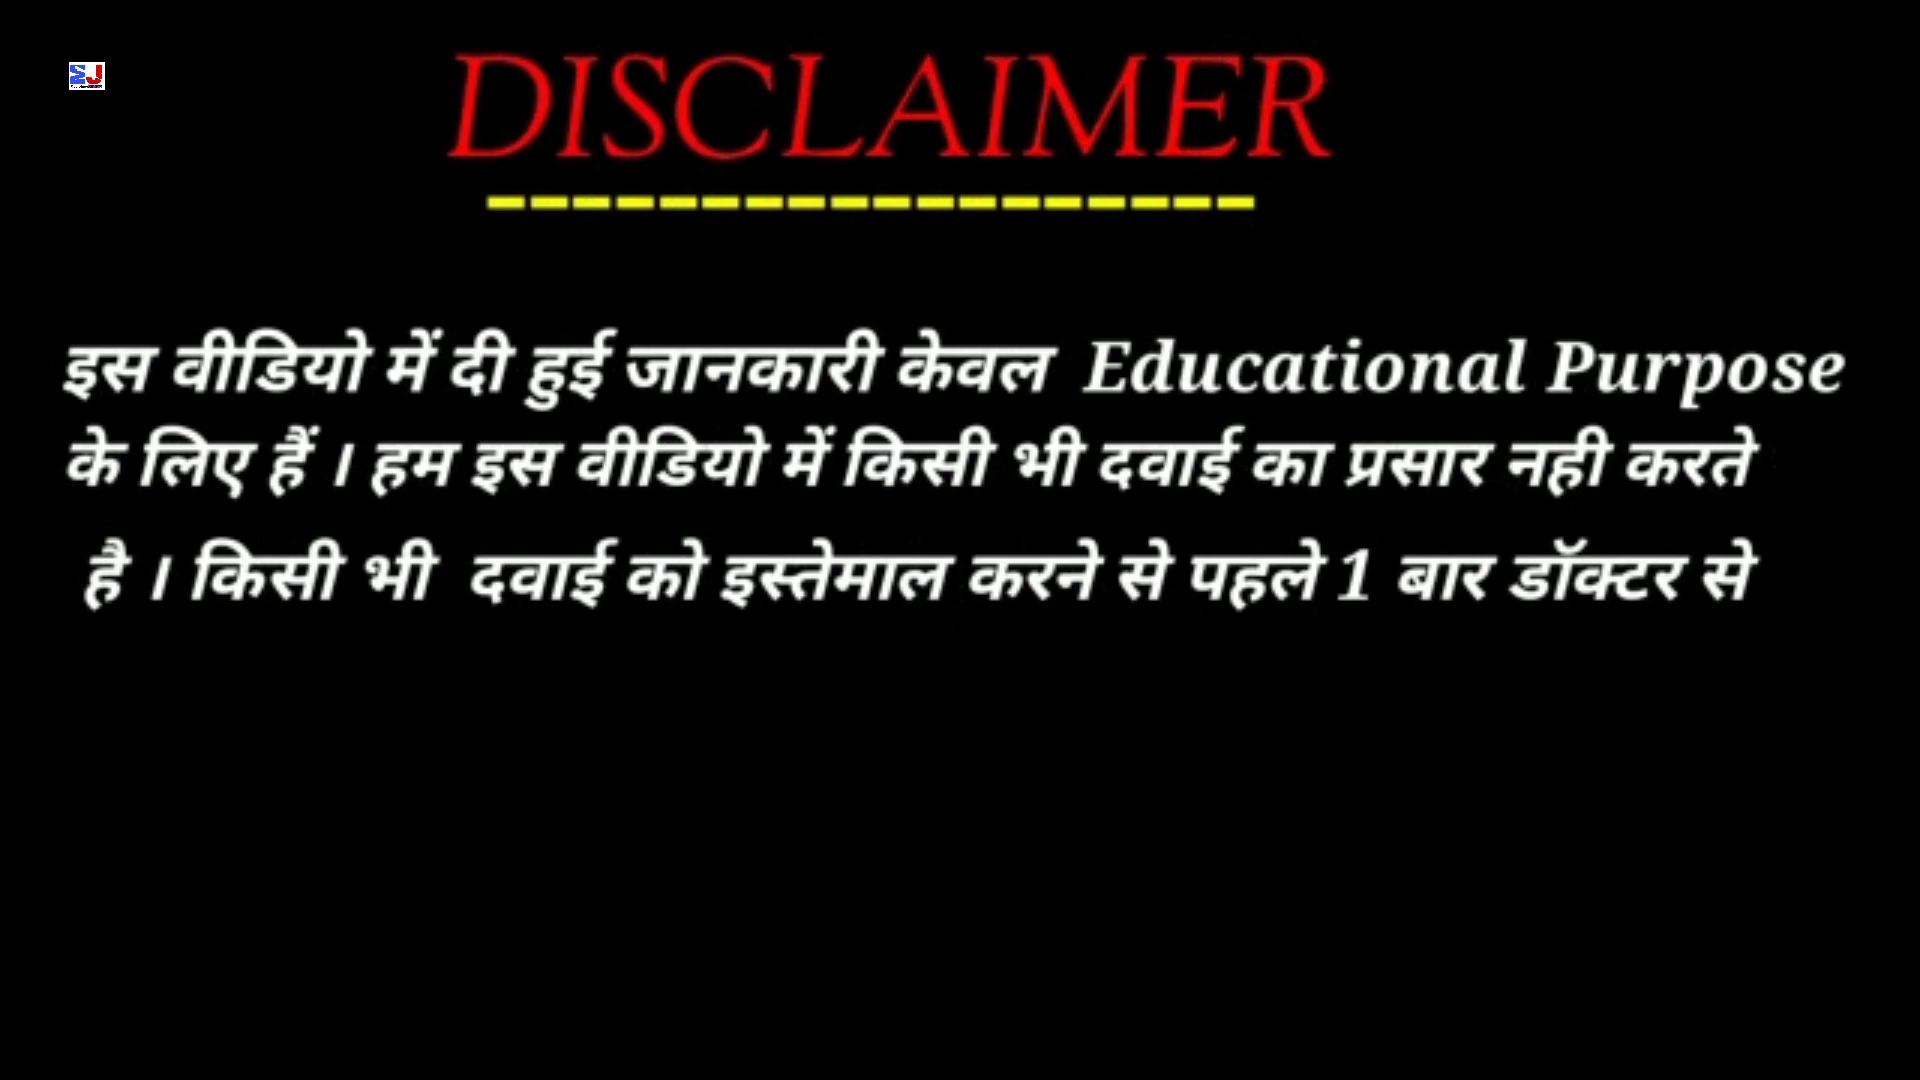 DISCLAIMER
इस वीडियो में दी हुई जानकारी केवल Educational Purpose
के लिए हैं । हम इस वीडियो में किसी भी दवाई का प्रसार नही करते
है । किसी भी दवाई को इस्तेमाल करने से पहले 1 बार डॉक्टर से